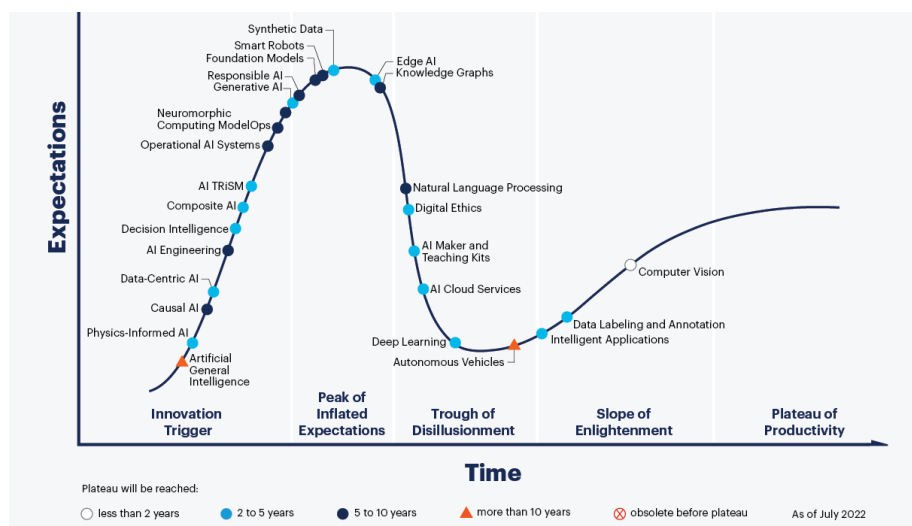 Synthetic Data
Smart Robots
Foundation Models
Edge AI
Knowledge Graphs
Responsible AI
Generative AI
Neuromorphic
Computing ModelOps
Operational AI Systems
AI TRiSM
Composite AI
Decision Intelligence
AI Engineering
Data-Centric AI
Causal AI
Physics-Informed AI
Artificial
General
Intelligence
Natural Language Processing
Digital Ethics
AI Maker and
Teaching Kits
AI Cloud Services
Deep Learning
Autonomous Vehicles
Computer Vision
Data Labeling and Annotation
Intelligent Applications
Expectations
Innovation
Trigger
Peak of
Inflated
Expectations
Trough of
Disillusionment
Slope of
Enlightenment
Plateau of
Productivity
Time
Plateau will be reached:
less than 2 years
2 to 5 years
5 to 10 years
more than 10 years
obsolete before plateau
As of July 2022